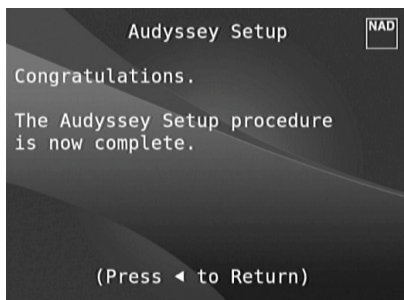 Audyssey Setup
NAD
Congratulations.
The Audyssey Setup procedure
is now complete.
(Press ◄ to Return)